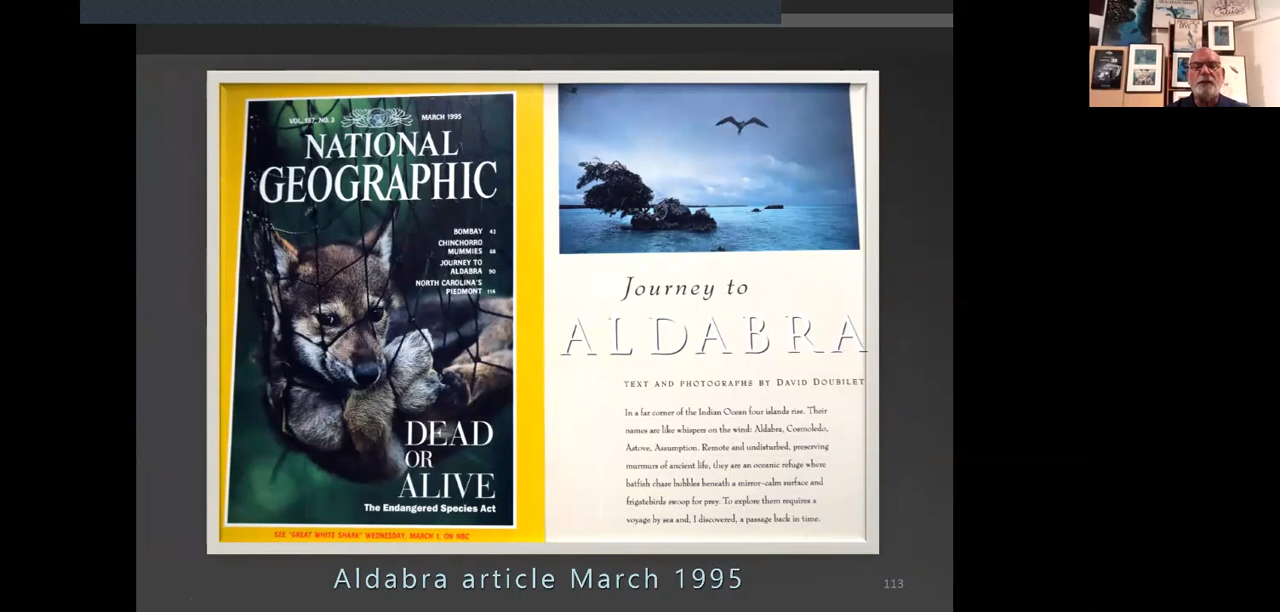 VOL. 187, NO. 3
MARCH 1995
NATIONAL
GEOGRAPHIC
BOMBAY 42
CHINCHORRO
MUMMIES 68
JOURNEY TO
ALDABRA 90
NORTH CAROLINA'S
PIEDMONT 114
DEAD
OR
ALIVE
The Endangered Species Act
SEE "GREAT WHITE SHARK" WEDNESDAY, MARCH 1, ON NBC
Journey to
ALDABRA
TEXT AND PHOTOGRAPHS BY DAVID DOUBILET
In a far corner of the Indian Ocean four islands rise. Their
names are like whispers on the wind: Aldabra, Cosmoledo,
Astove, Assumption. Remote and undisturbed, preserving
murmurs of ancient life, they are an oceanic refuge where
batfish chase bubbles beneath a mirror-calm surface and
frigatebirds swoop for prey. To explore them requires a
voyage by sea and, I discovered, a passage back in time.
Aldabra article March 1995
113